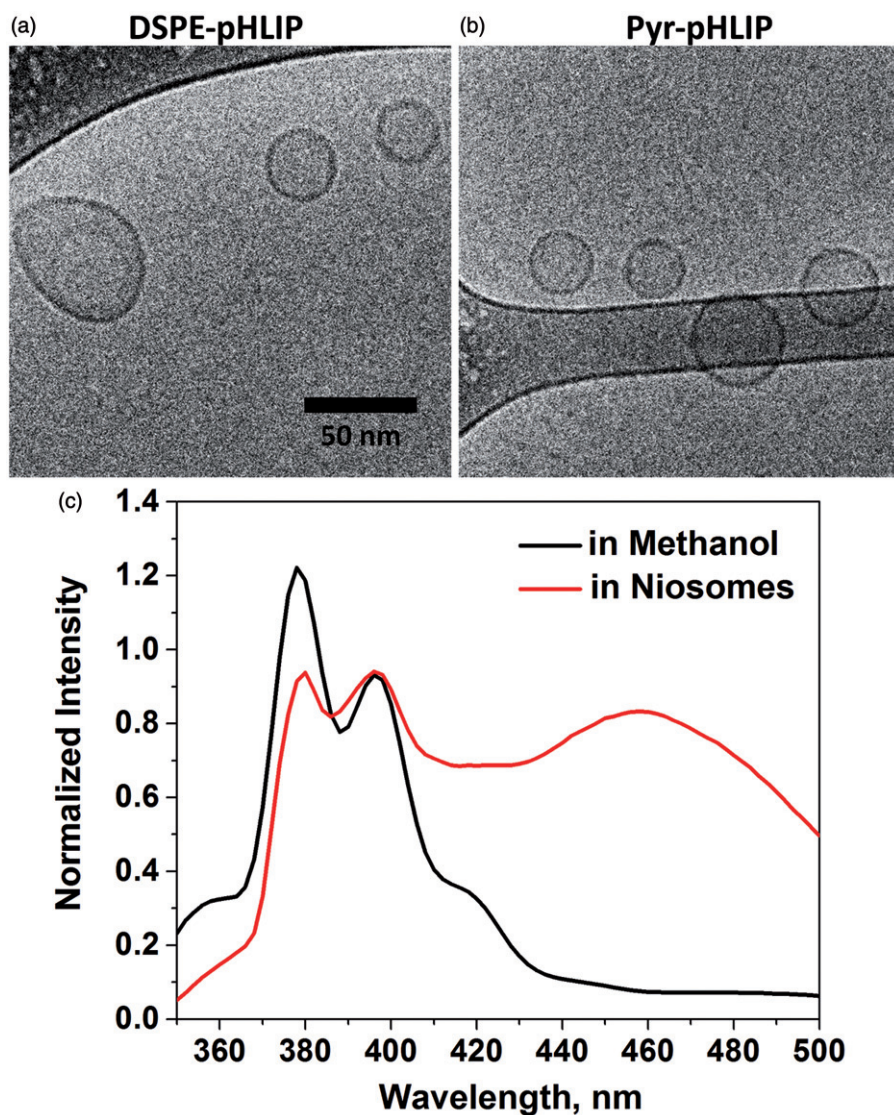 (a) DSPE-pHLIP
(b) Pyr-pHLIP
50 nm
(c)
1.4
1.2
1.0
0.8
0.6
0.4
0.2
0.0
Normalized Intensity
in Methanol
in Niosomes
360 380 400 420 440 460 480 500
Wavelength, nm